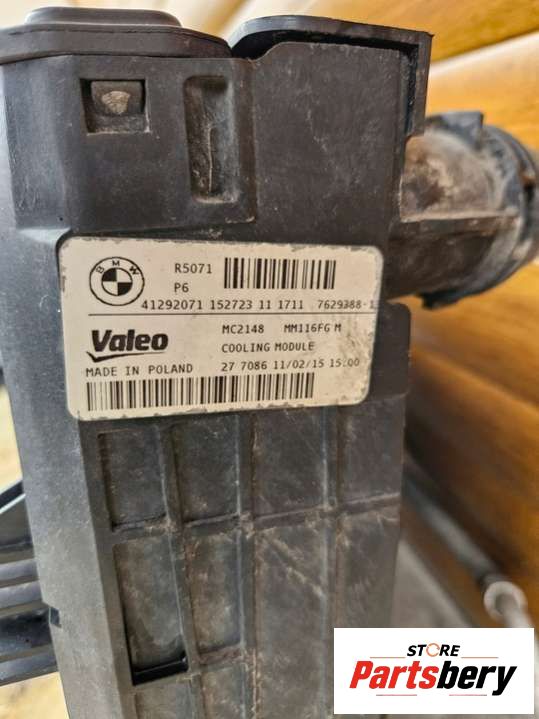 BMW
R5071
P6
41292071 152723 11 1711 7629388-1
Valeo
MC2148 MM116FG M
COOLING MODULE
MADE IN POLAND 27 7086 11/02/15 15:00
STORE
Partsbery